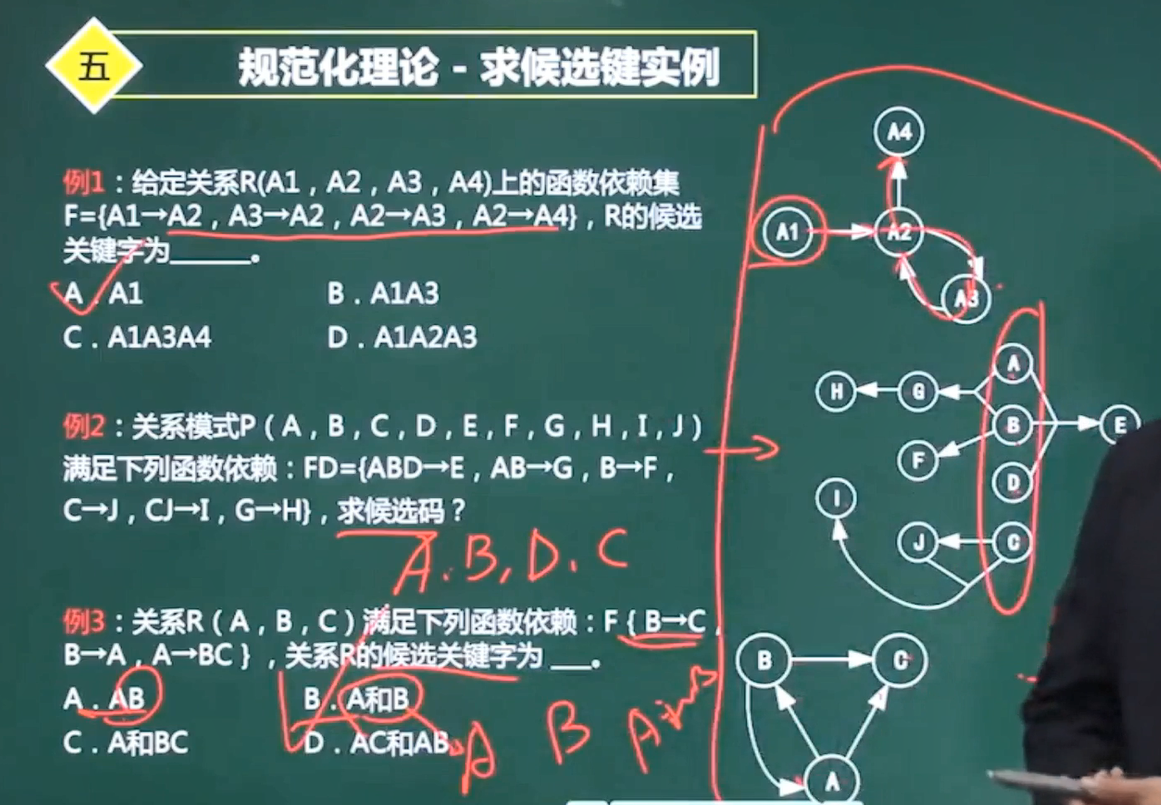 五
规范化理论 - 求候选键实例
例1：给定关系R(A1，A2，A3，A4)上的函数依赖集
F={A1→A2，A3→A2，A2→A3，A2→A4}，R的候选
关键字为______。
A．A1
B．A1A3
C．A1A3A4
D．A1A2A3
例2：关系模式P（A，B，C，D，E，F，G，H，I，J）
满足下列函数依赖：FD={ABD→E，AB→G，B→F，
C→J，CJ→I，G→H}，求候选码？
A.B,D.C
例3：关系R（A，B，C）满足下列函数依赖：F{ B→C，
B→A，A→BC }，关系R的候选关键字为 ___。
A．AB
B．A和B
C．A和BC
D．AC和AB
A
B
A4
A1
A2
A3
A
H
G
B
E
F
D
I
J
C
B
C
A